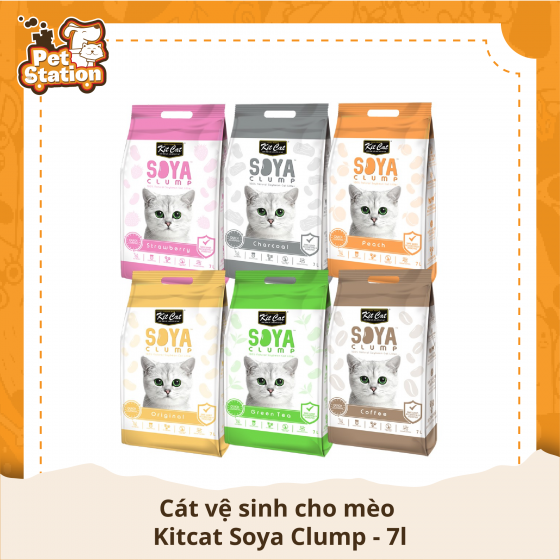 Pet
Station
Kit Cat
SOYA
CLUMP
Strawberry
Kit Cat
SOYA
CLUMP
Charcoal
Kit Cat
SOYA
CLUMP
Peach
Kit Cat
SOYA
CLUMP
Original
Kit Cat
SOYA
CLUMP
Green Tea
Kit Cat
SOYA
CLUMP
Coffee
Cát vệ sinh cho mèo
Kitcat Soya Clump - 7l